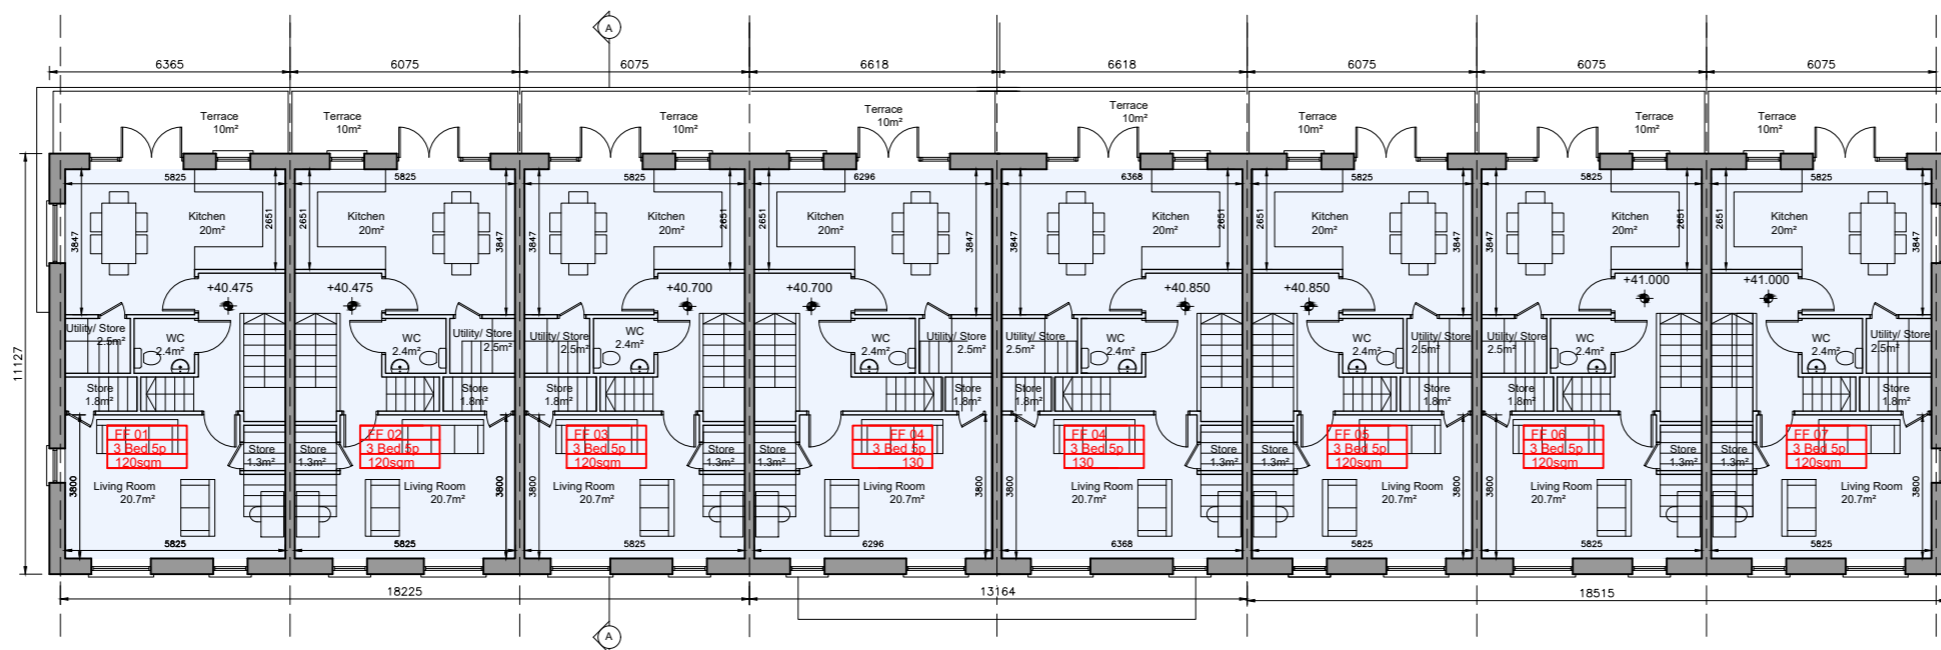 A
6365 6075 6075 6618 6618 6075 6075 6075
Terrace Terrace Terrace Terrace Terrace Terrace Terrace Terrace
10m² 10m² 10m² 10m² 10m² 10m² 10m² 10m²
5825 5825 5825 6296 6368 5825 5825 5825
3847 2651 2651 3847 3847 2651 2651 3847 3847 2651 2651 3847 3847 2651 2651 3847
Kitchen Kitchen Kitchen Kitchen Kitchen Kitchen Kitchen Kitchen
20m² 20m² 20m² 20m² 20m² 20m² 20m² 20m²
+40.475 +40.475 +40.700 +40.700 +40.850 +40.850 +41.000 +41.000
Utility/ Store WC WC Utility/ Store Utility/ Store WC WC Utility/ Store Utility/ Store WC WC Utility/ Store Utility/ Store WC WC Utility/ Store
2.5m² 2.4m² 2.4m² 2.5m² 2.5m² 2.4m² 2.4m² 2.5m² 2.5m² 2.4m² 2.4m² 2.5m² 2.5m² 2.4m² 2.4m² 2.5m²
11127
Store Store Store Store Store Store Store Store
1.8m² 1.8m² 1.8m² 1.8m² 1.8m² 1.8m² 1.8m² 1.8m²
FF 01 FF 02 FF 03 FF 04 FF 04 FF 05 FF 06 FF 07
3 Bed 5p 3 Bed 5p 3 Bed 5p 3 Bed 5p 3 Bed 5p 3 Bed 5p 3 Bed 5p 3 Bed 5p
120sqm 120sqm 120sqm 130 130 120sqm 120sqm 120sqm
Store Store Store Store Store Store Store Store
1.3m² 1.3m² 1.3m² 1.3m² 1.3m² 1.3m² 1.3m² 1.3m²
Living Room Living Room Living Room Living Room Living Room Living Room Living Room Living Room
20.7m² 20.7m² 20.7m² 20.7m² 20.7m² 20.7m² 20.7m² 20.7m²
3800 3800 3800 3800 3800 3800 3800 3800
5825 5825 5825 6296 6368 5825 5825 5825
18225 13164 18515
A